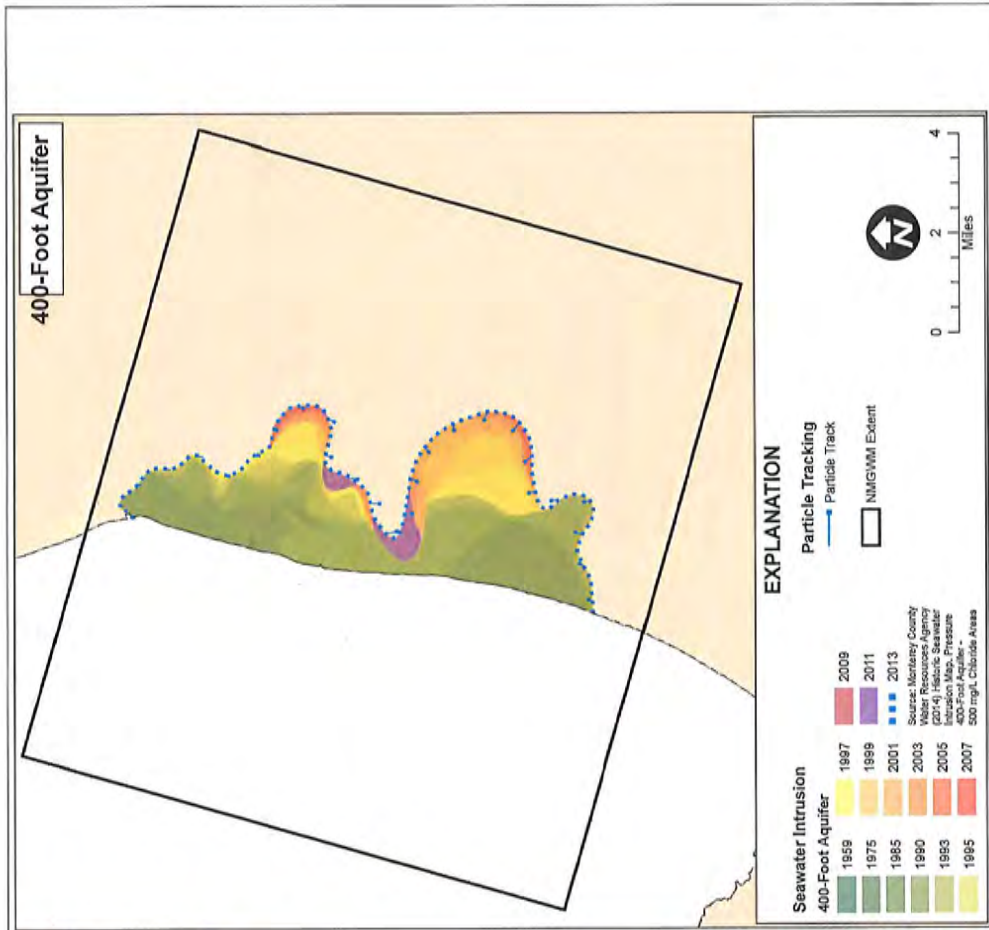 400-Foot Aquifer
EXPLANATION
Seawater Intrusion
400-Foot Aquifer
1959
1975
1985
1990
1993
1995
1997
1999
2001
2003
2005
2007
2009
2011
2013
Source: Monterey County
Water Resources Agency
(2014) Historic Seawater
Intrusion Map, Pressure
400-Foot Aquifer -
500 mg/L Chloride Areas
Particle Tracking
Particle Track
NMGWM Extent
N
0 2 4
Miles